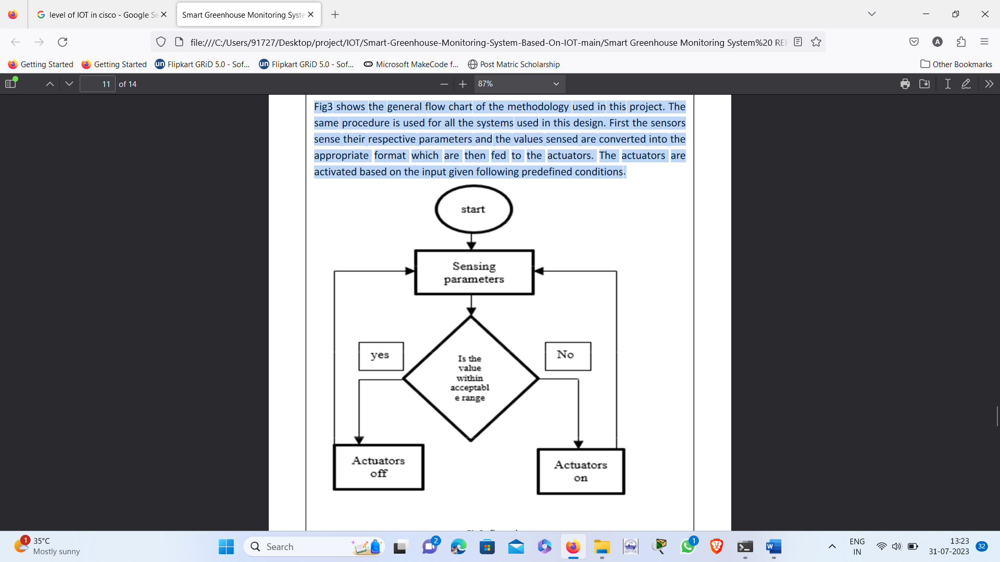 level of IOT in cisco - Google Se
Smart Greenhouse Monitoring Syste
file:///C:/Users/91727/Desktop/project/IOT/Smart-Greenhouse-Monitoring-System-Based-On-IOT-main/Smart Greenhouse Monitoring System%20 REP
A
Getting Started
Getting Started
un Flipkart GRiD 5.0 - Sof...
un Flipkart GRiD 5.0 - Sof...
Microsoft MakeCode f...
Post Matric Scholarship
Other Bookmarks
11 of 14
87%
Fig3 shows the general flow chart of the methodology used in this project. The
same procedure is used for all the systems used in this design. First the sensors
sense their respective parameters and the values sensed are converted into the
appropriate format which are then fed to the actuators. The actuators are
activated based on the input given following predefined conditions.
start
Sensing
parameters
yes
No
Is the
value
within
acceptabl
e range
Actuators
off
Actuators
on
1
35°C
Mostly sunny
Search
2
1
ENG
IN
13:23
31-07-2023
32